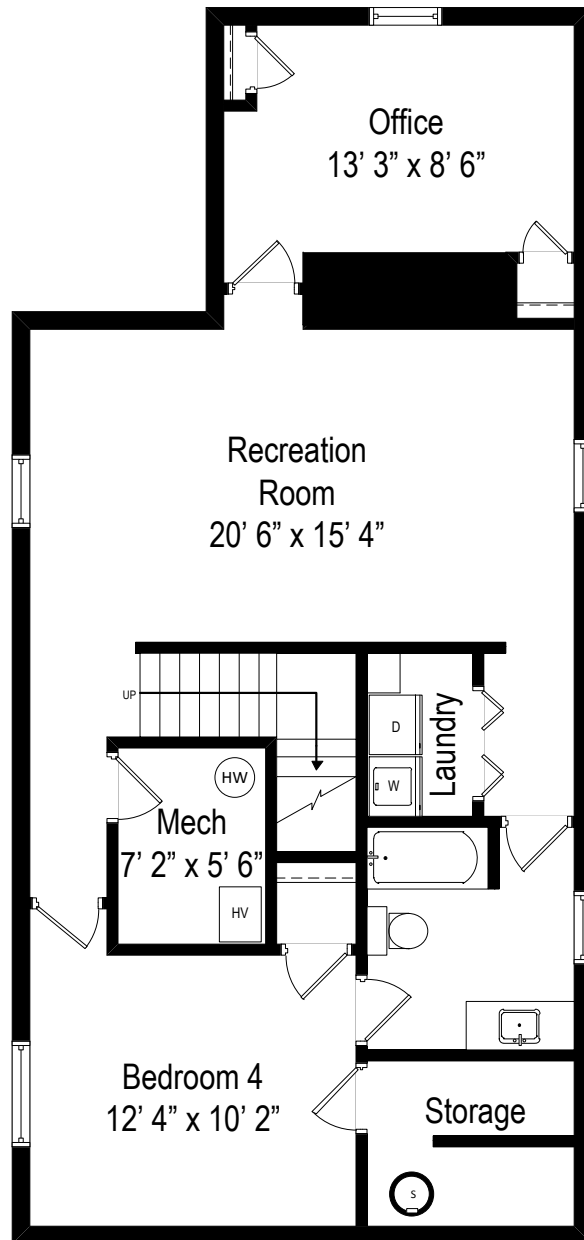 Office
13’ 3” x 8’ 6”
Recreation
Room
20’ 6” x 15’ 4”
UP
D
W
Laundry
HW
Mech
7’ 2” x 5’ 6”
HV
Bedroom 4
12’ 4” x 10’ 2”
Storage
S